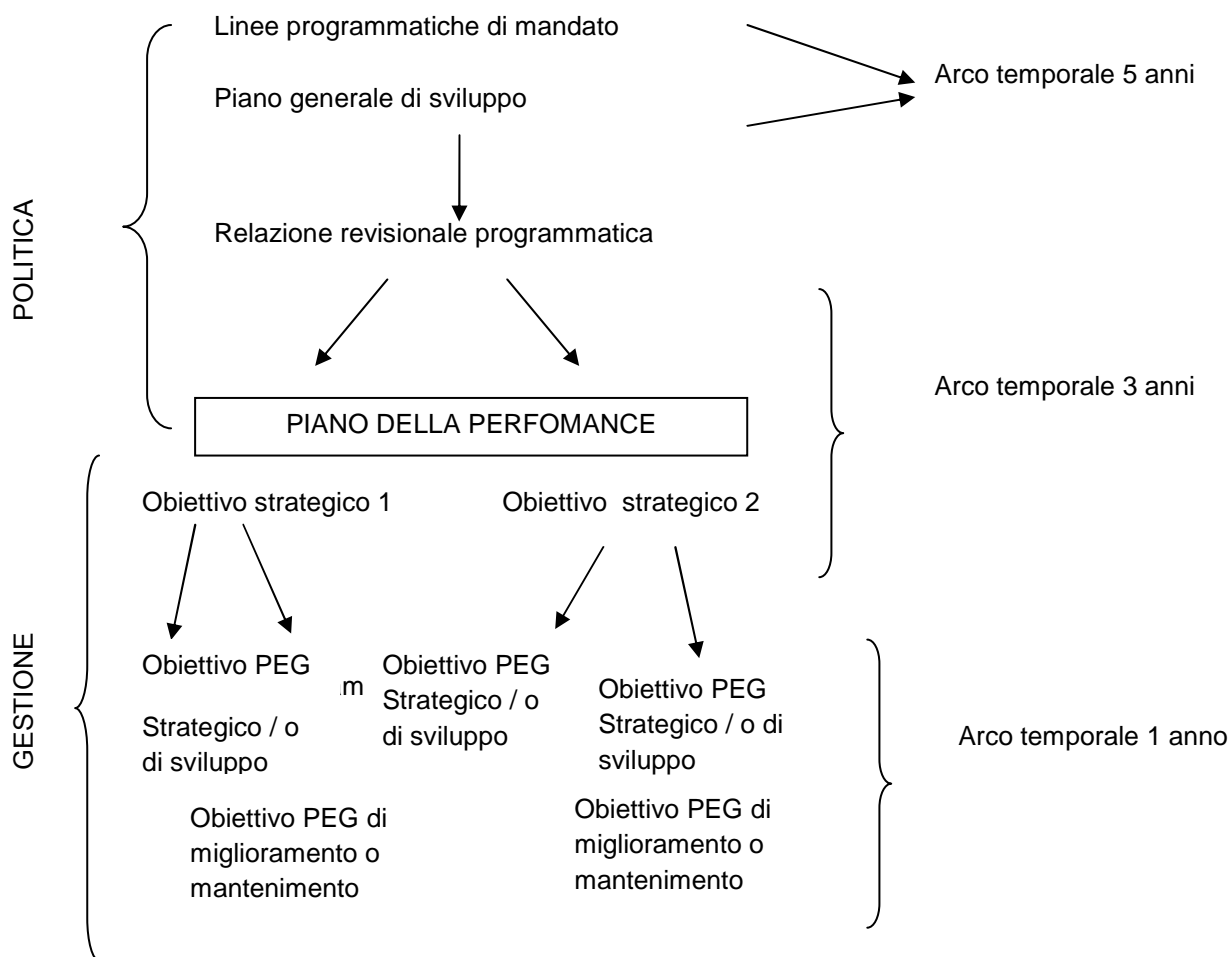 Linee programmatiche di mandato
Arco temporale 5 anni
Piano generale di sviluppo
POLITICA
Relazione revisionale programmatica
Arco temporale 3 anni
PIANO DELLA PERFOMANCE
Obiettivo strategico 1
Obiettivo strategico 2
GESTIONE
Obiettivo PEG
Strategico / o
di sviluppo
.m
Obiettivo PEG
Strategico / o
di sviluppo
Obiettivo PEG
Strategico / o di
sviluppo
Arco temporale 1 anno
Obiettivo PEG di
miglioramento o
mantenimento
Obiettivo PEG di
miglioramento o
mantenimento